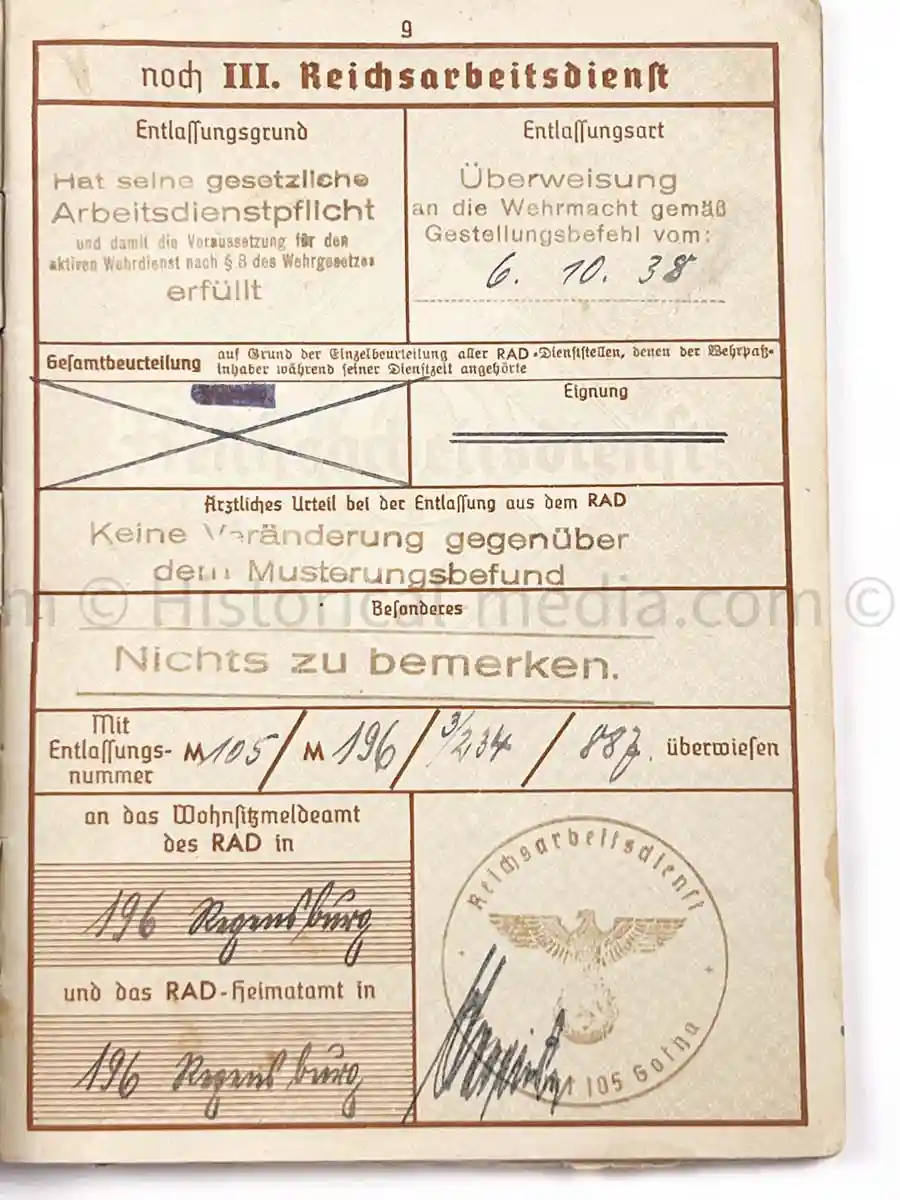 9
noch III. Reichsarbeitsdienst
Entlassungsgrund
Hat seine gesetzliche
Arbeitsdienstpflicht
und damit die Voraussetzung für den
aktiven Wehrdienst nach § 8 des Wehrgesetzes
erfüllt
Entlassungsart
Überweisung
an die Wehrmacht gemäß
Gestellungsbefehl vom:
6. 10. 38
Gesamtbeurteilung auf Grund der Einzelbeurteilung aller RAD-Dienststellen, denen der Wehrpaß-
inhaber während seiner Dienstzeit angehörte
Eignung
Ärztliches Urteil bei der Entlassung aus dem RAD
Keine Veränderung gegenüber
dem Musterungsbefund
Besonderes
Nichts zu bemerken.
Mit
Entlassungs-
nummer
M 105 / M 196 / 3/234 / 887. überwiesen
an das Wohnsitzmeldeamt
des RAD in
196 Regensburg
und das RAD-Heimatamt in
196 Regensburg
Reichsarbeitsdienst
105 Gotha
m © Historical-media.com ©